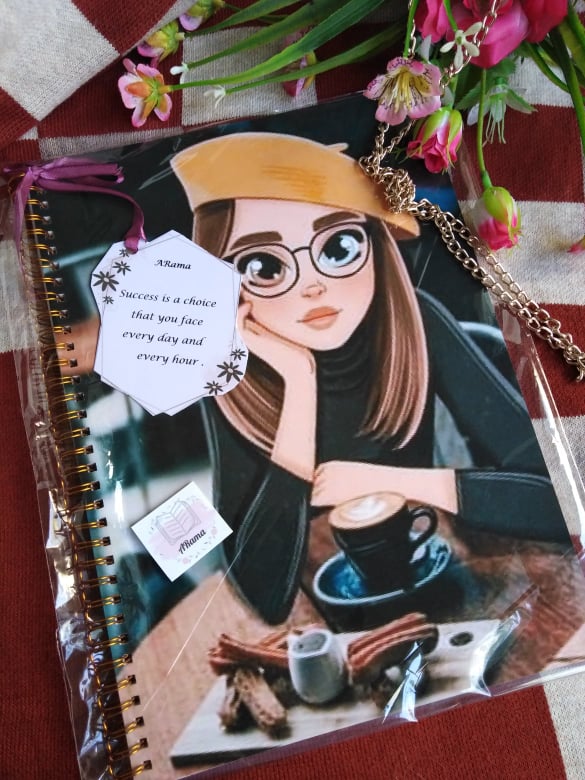 ARama
Success is a choice
that you face
every day and
every hour .
ARama